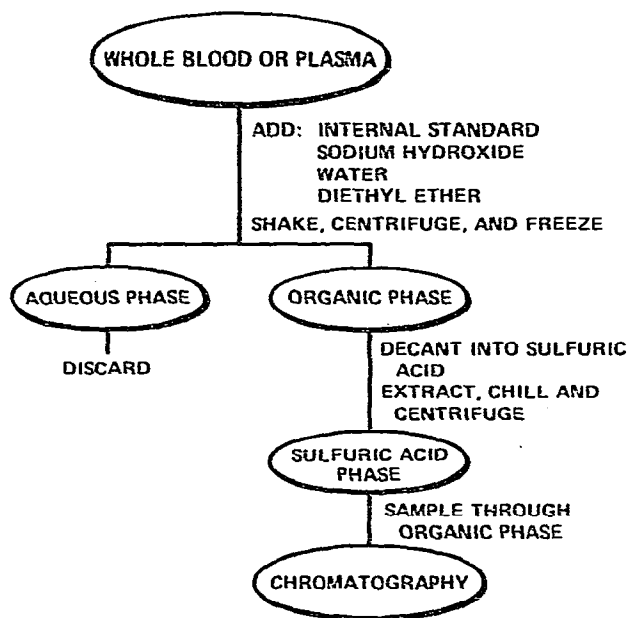 WHOLE BLOOD OR PLASMA
ADD: INTERNAL STANDARD
SODIUM HYDROXIDE
WATER
DIETHYL ETHER
SHAKE, CENTRIFUGE, AND FREEZE
AQUEOUS PHASE
ORGANIC PHASE
DISCARD
DECANT INTO SULFURIC
ACID
EXTRACT, CHILL AND
CENTRIFUGE
SULFURIC ACID
PHASE
SAMPLE THROUGH
ORGANIC PHASE
CHROMATOGRAPHY